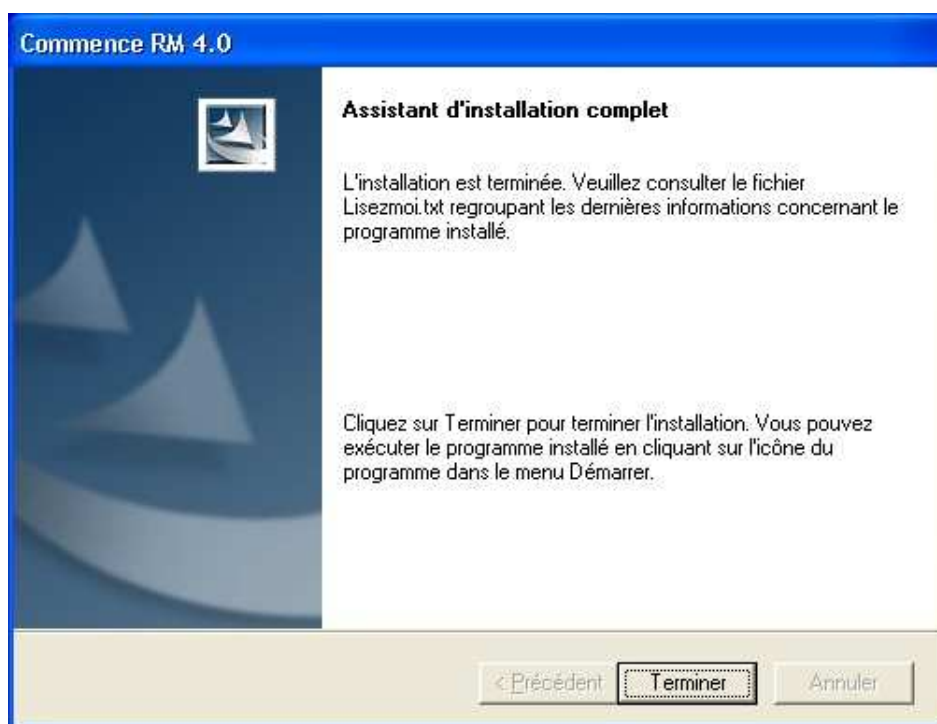 Commence RM 4.0
Assistant d'installation complet
L'installation est terminée. Veuillez consulter le fichier
Lisezmoi.txt regroupant les dernières informations concernant le
programme installé.
Cliquez sur Terminer pour terminer l'installation. Vous pouvez
exécuter le programme installé en cliquant sur l'icône du
programme dans le menu Démarrer.
< Précédent Terminer Annuler